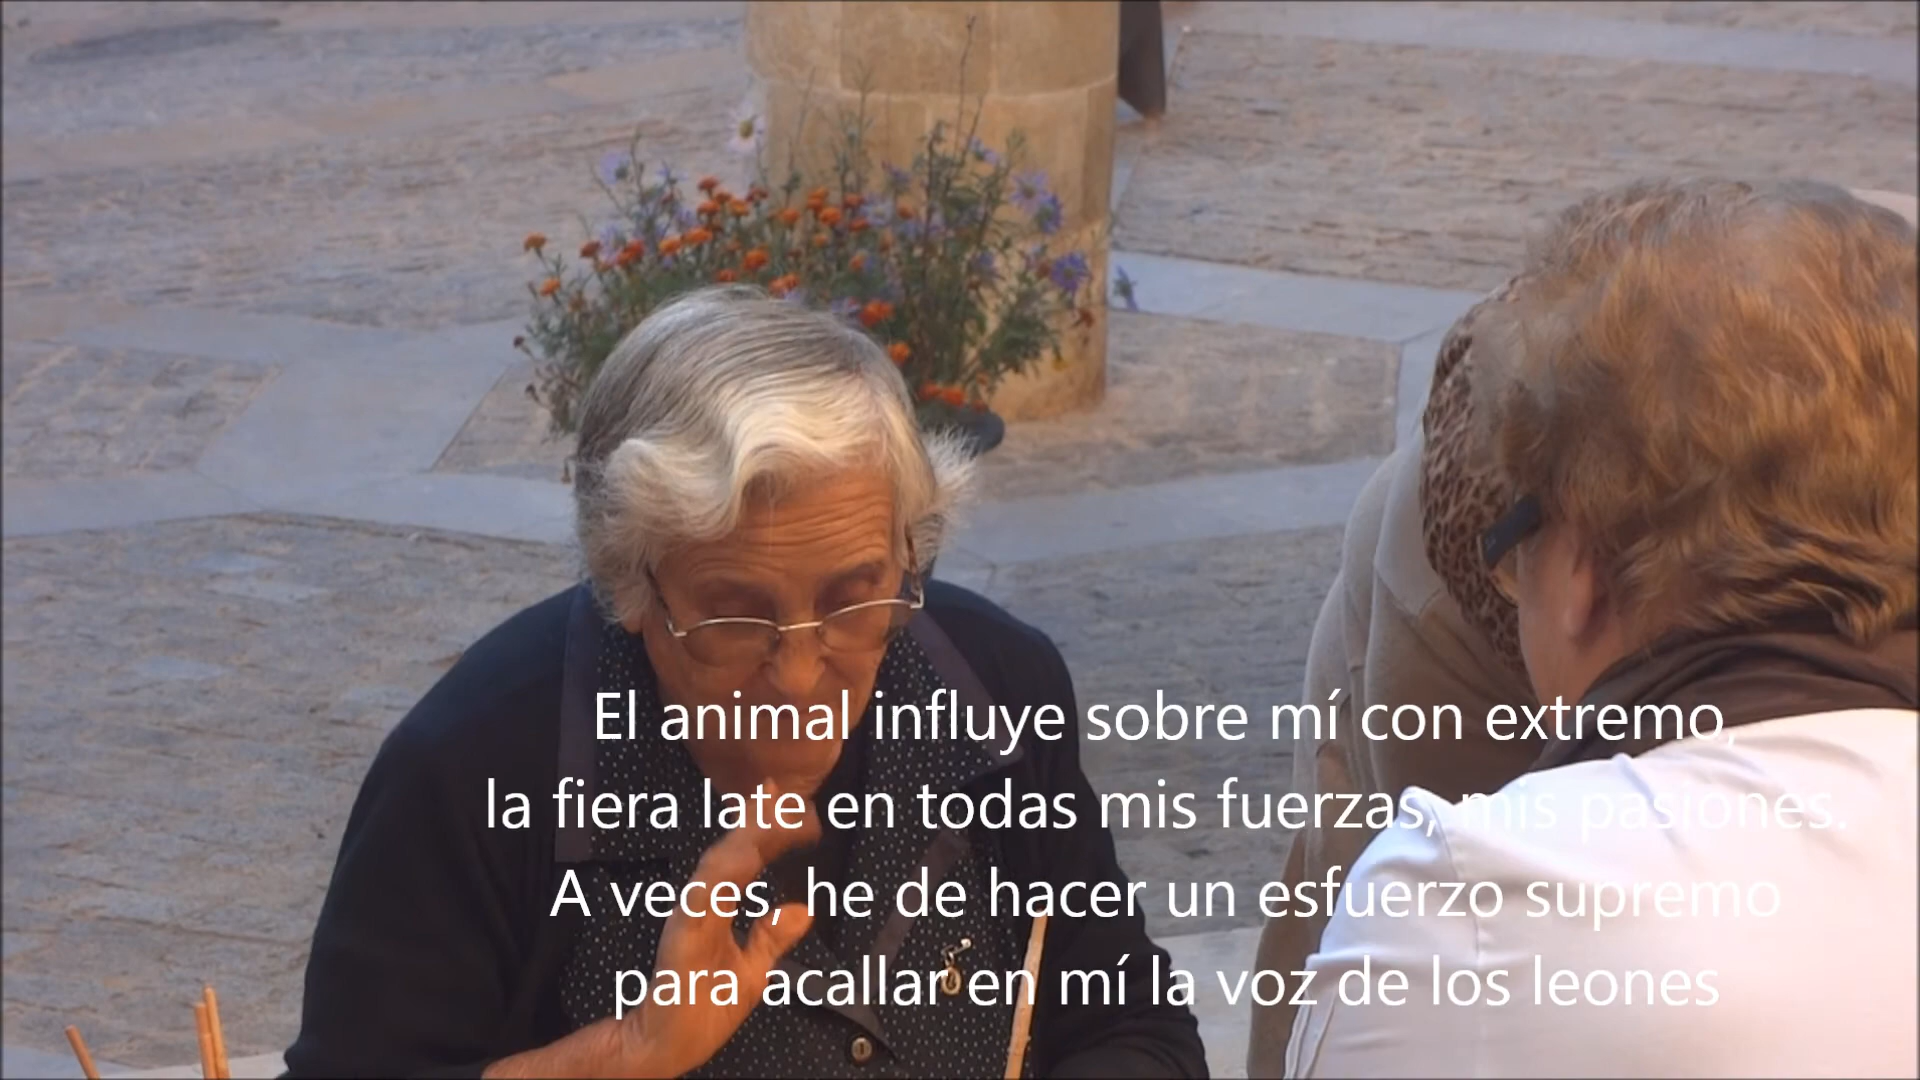 El animal influye sobre mí con extremo,
la fiera late en todas mis fuerzas, mis pasiones.
A veces, he de hacer un esfuerzo supremo
para acallar en mí la voz de los leones